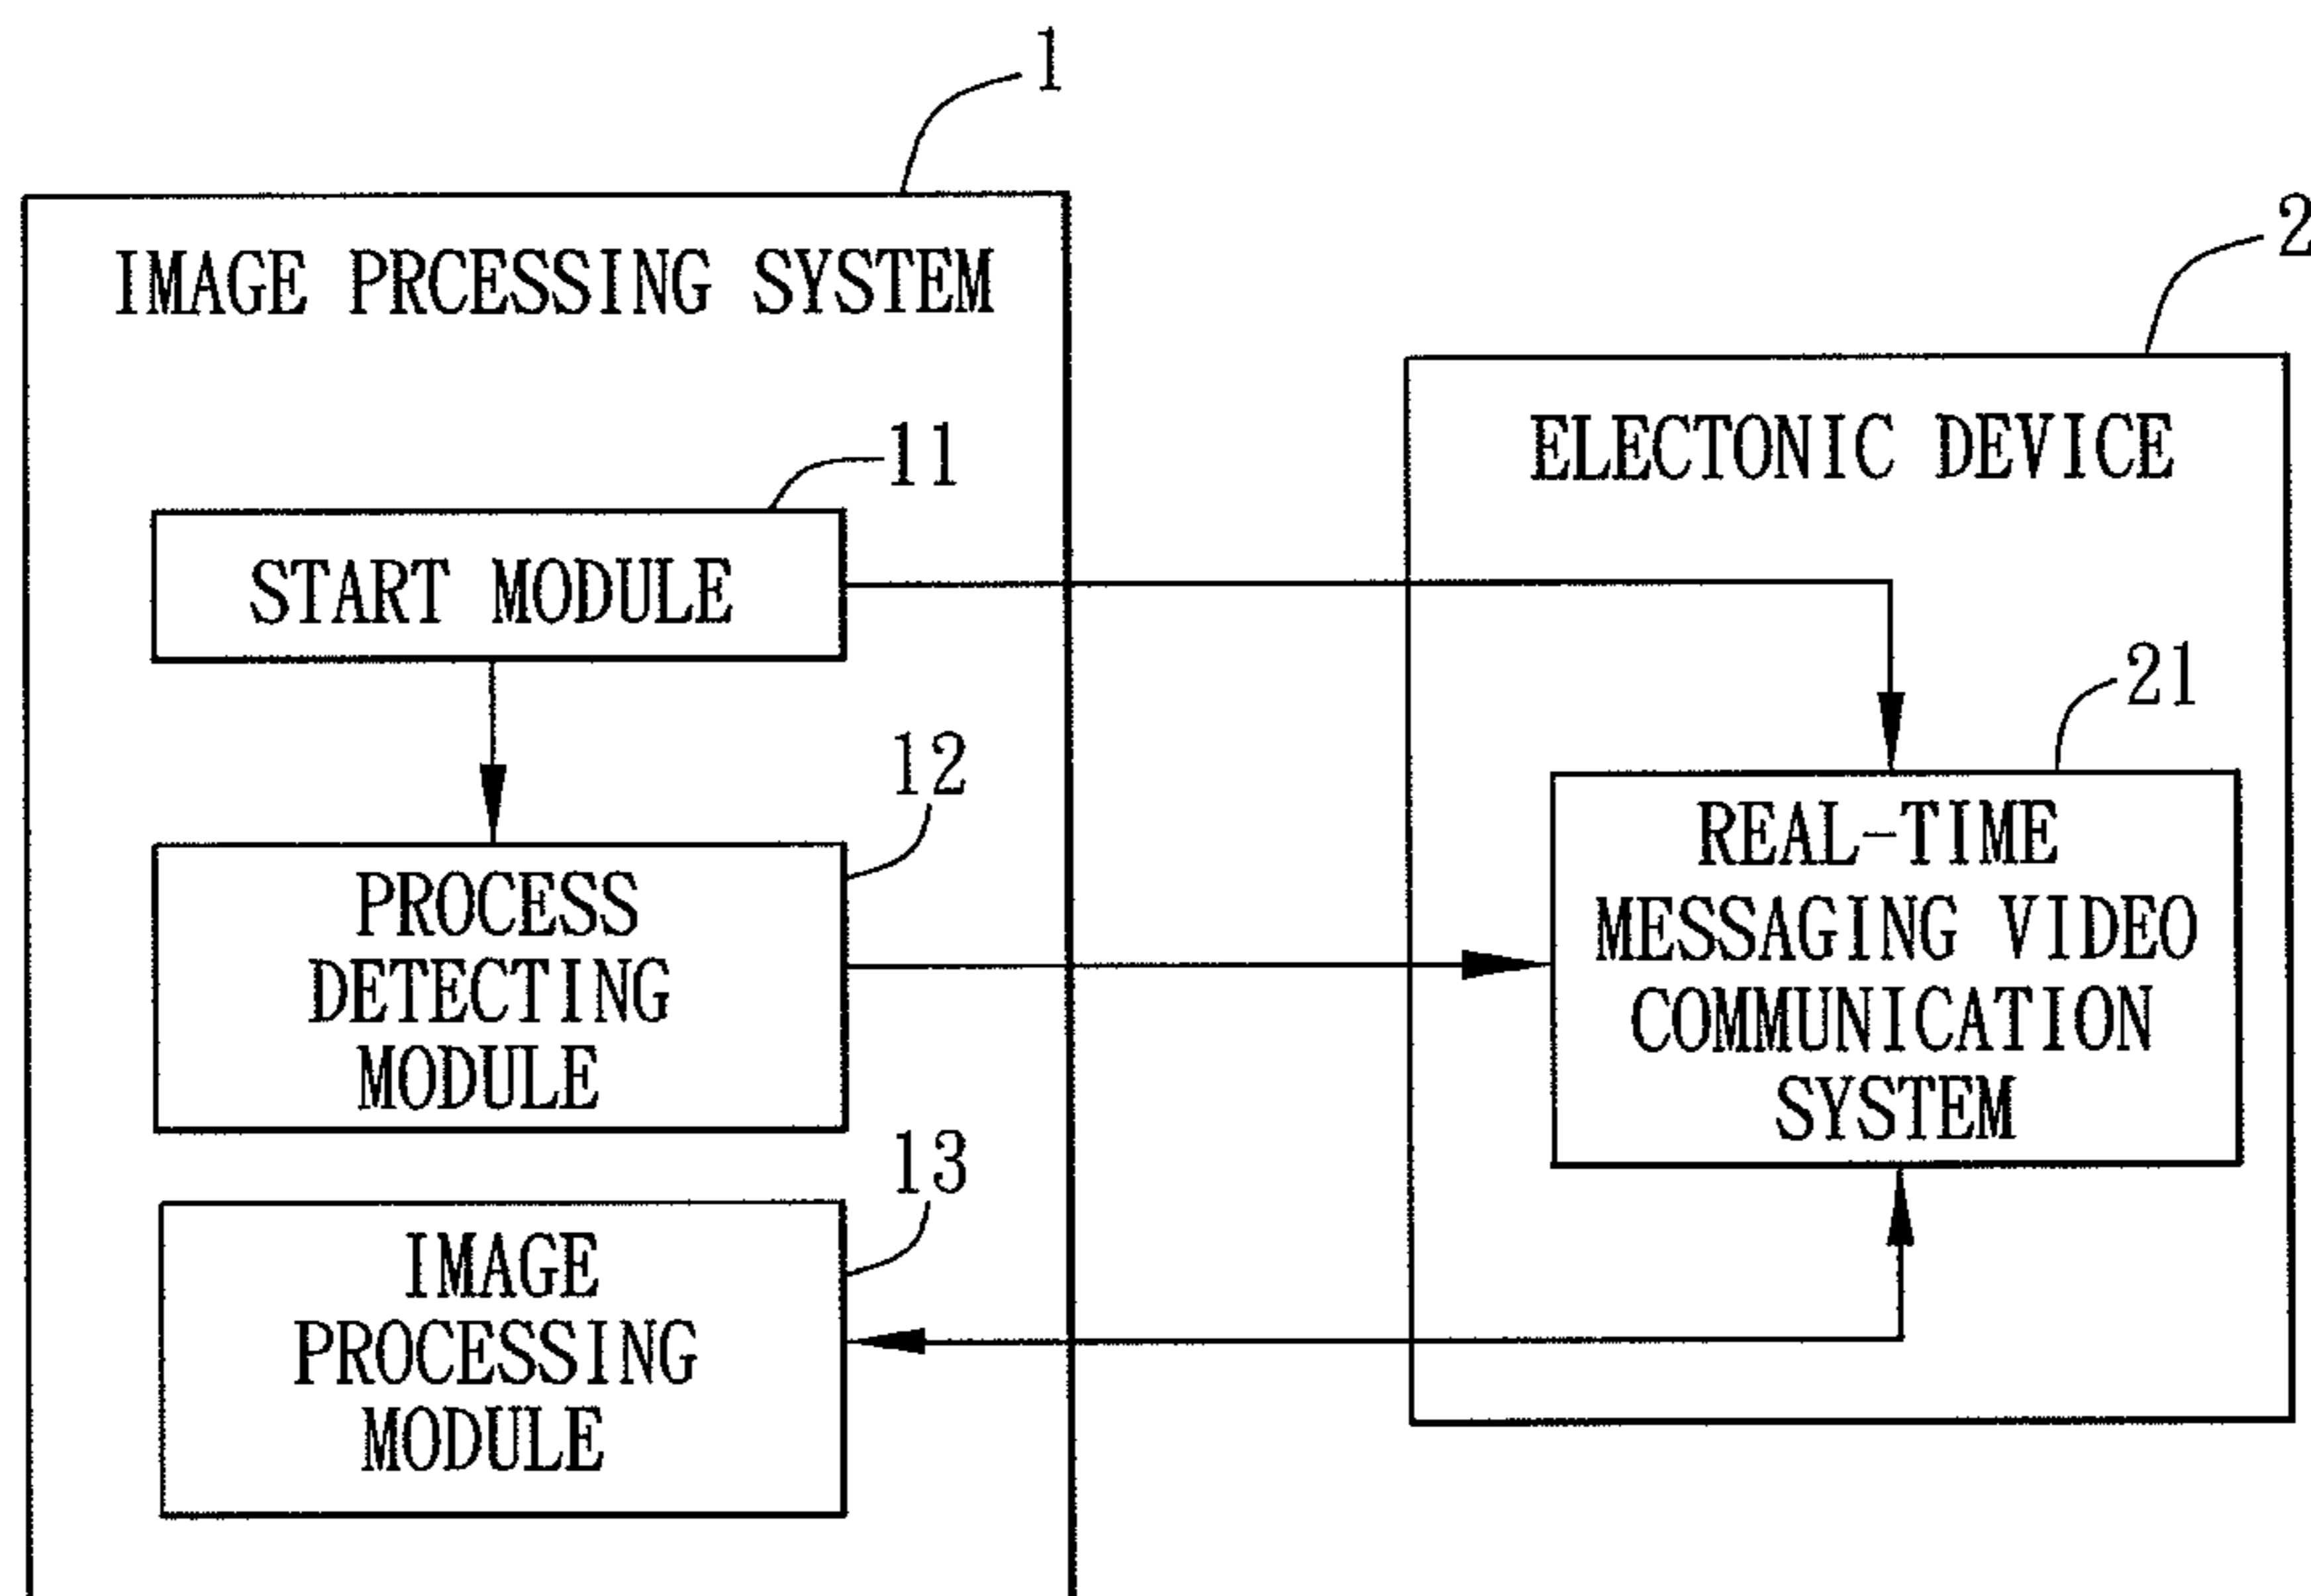 1
IMAGE PRCESSING SYSTEM
11
START MODULE
12
PROCESS
DETECTING
MODULE
13
IMAGE
PROCESSING
MODULE
2
ELECTONIC DEVICE
21
REAL-TIME
MESSAGING VIDEO
COMMUNICATION
SYSTEM